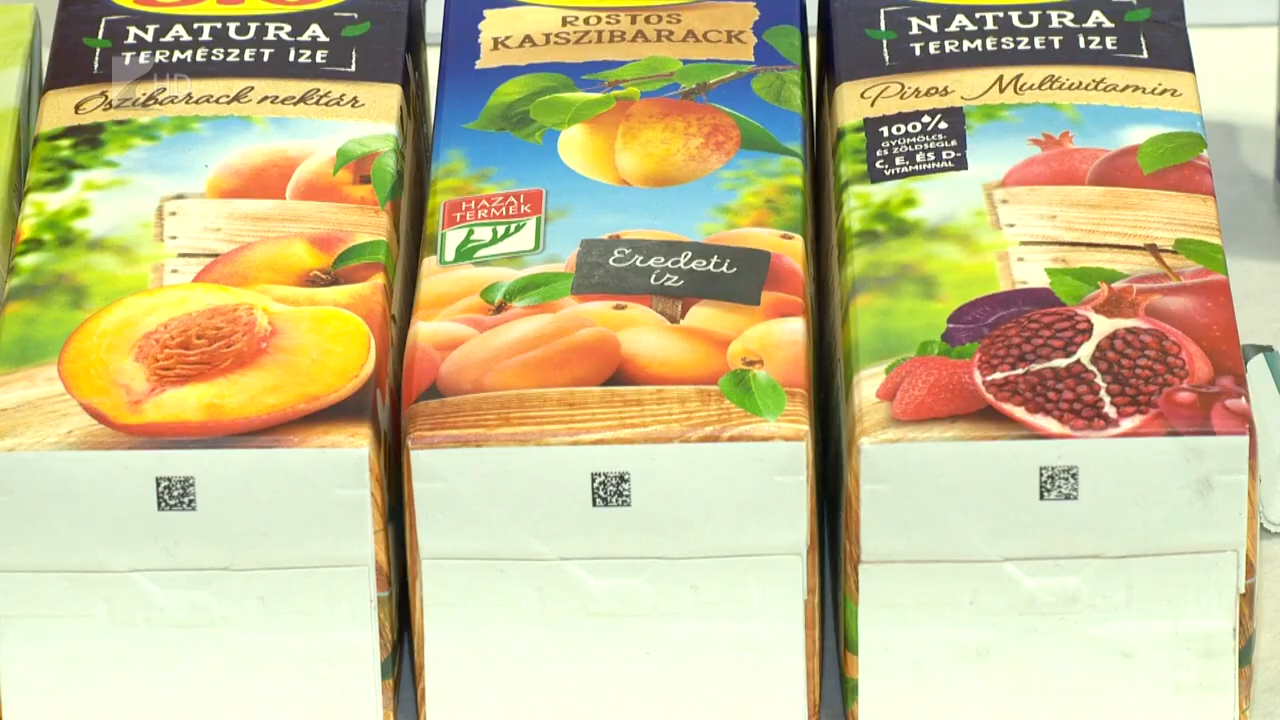 NATURA
TERMÉSZET ÍZE
Őszibarack nektár
HD
ROSTOS
KAJSZIBARACK
HAZAI
TERMÉK
Eredeti
íz
NATURA
TERMÉSZET ÍZE
Piros Multivitamin
100%
GYÜMÖLCS-
ÉS ZÖLDSÉGLÉ
C, E, ÉS D-
VITAMINNAL